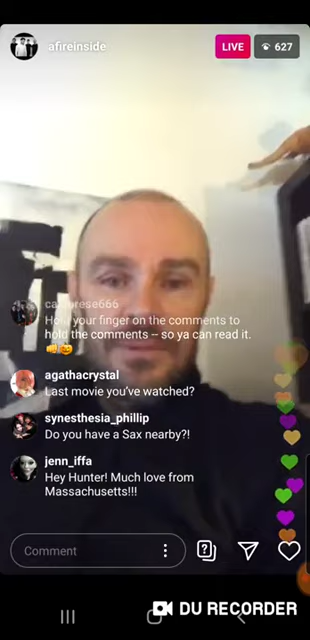 afireinside
LIVE
627
Hold your finger on the comments to
hold the comments -- so ya can read it.
👊🎃
agathacrystal
Last movie you've watched?
synesthesia_phillip
Do you have a Sax nearby?!
jenn_iffa
Hey Hunter! Much love from
Massachusetts!!!
Comment
DU RECORDER